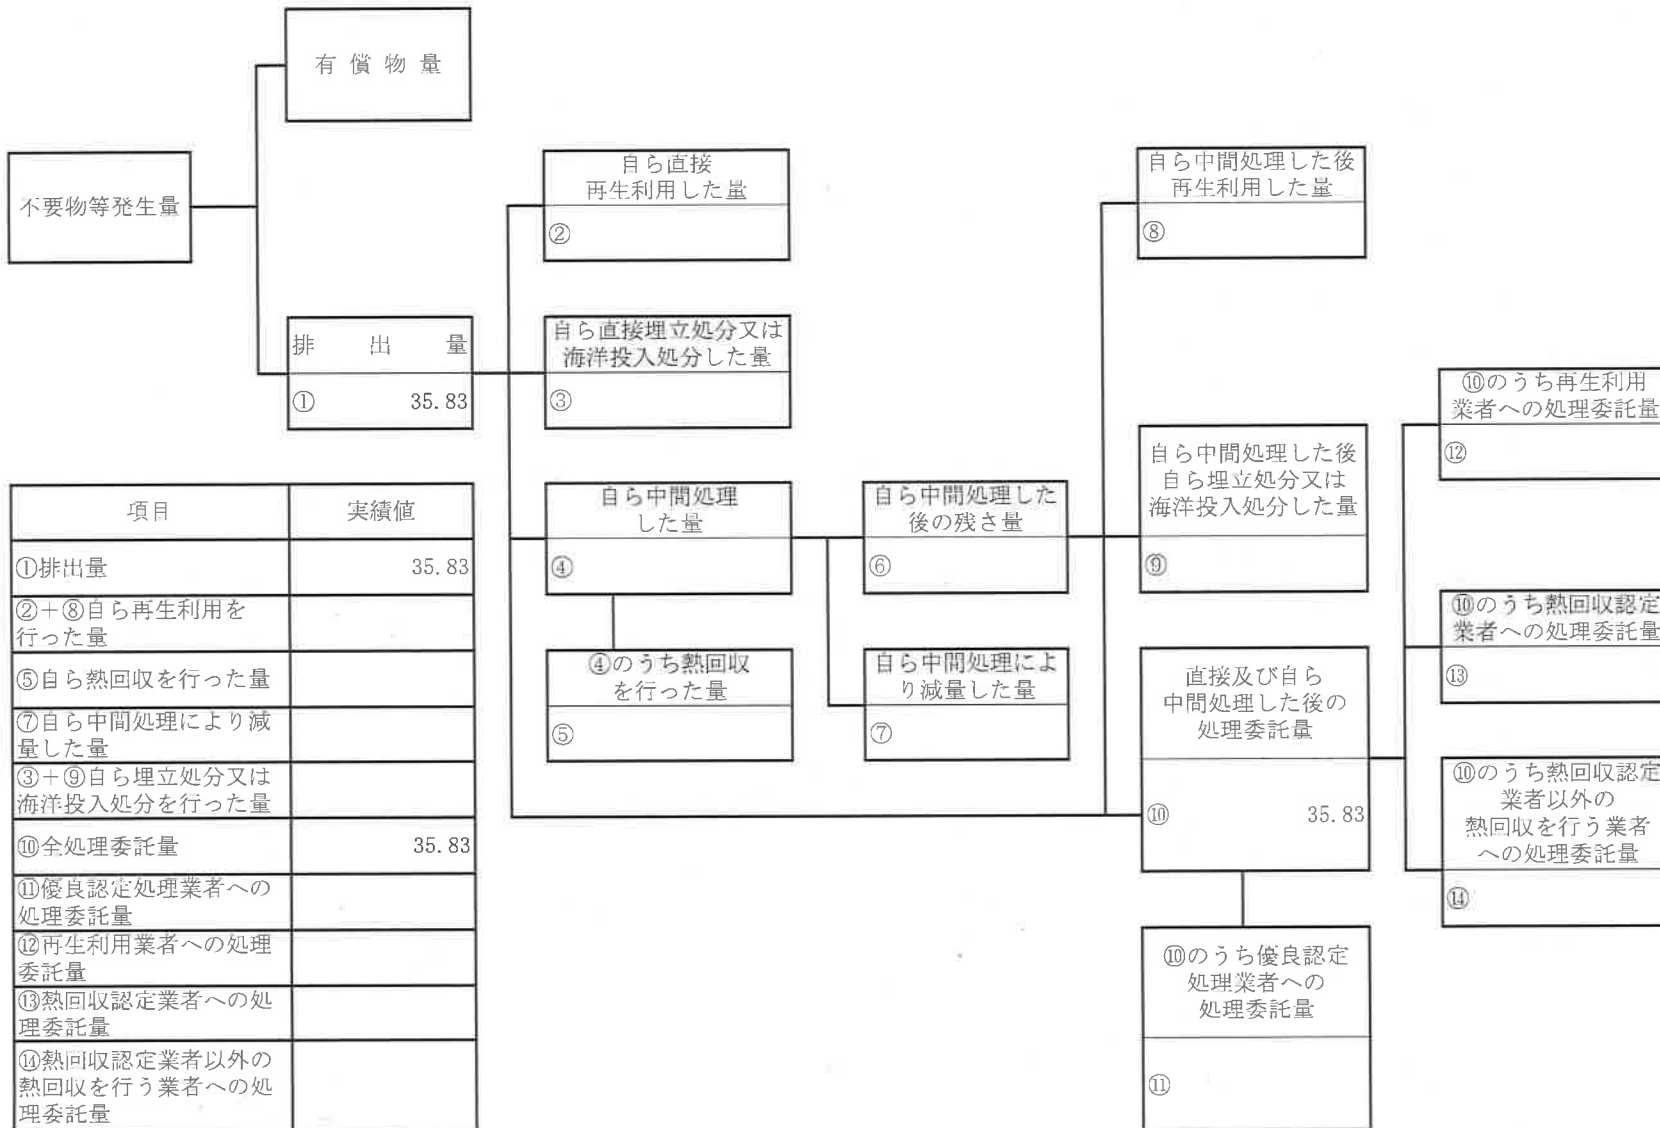 有償物量
不要物等発生量
排出量
① 35.83
自ら直接
再生利用した量
②
自ら直接埋立処分又は
海洋投入処分した量
③
自ら中間処理
した量
④
④のうち熱回収
を行った量
⑤
自ら中間処理した
後の残さ量
⑥
自ら中間処理によ
り減量した量
⑦
自ら中間処理した後
再生利用した量
⑧
自ら中間処理した後
自ら埋立処分又は
海洋投入処分した量
⑨
直接及び自ら
中間処理した後の
処理委託量
⑩ 35.83
⑩のうち優良認定
処理業者への
処理委託量
⑪
⑩のうち再生利用
業者への処理委託量
⑫
⑩のうち熱回収認定
業者への処理委託量
⑬
⑩のうち熱回収認定
業者以外の
熱回収を行う業者
への処理委託量
⑭
項目 実績値
①排出量 35.83
②+⑧自ら再生利用を
行った量
⑤自ら熱回収を行った量
⑦自ら中間処理により減
量した量
③+⑨自ら埋立処分又は
海洋投入処分を行った量
⑩全処理委託量 35.83
⑪優良認定処理業者への
処理委託量
⑫再生利用業者への処理
委託量
⑬熱回収認定業者への処
理委託量
⑭熱回収認定業者以外の
熱回収を行う業者への処
理委託量